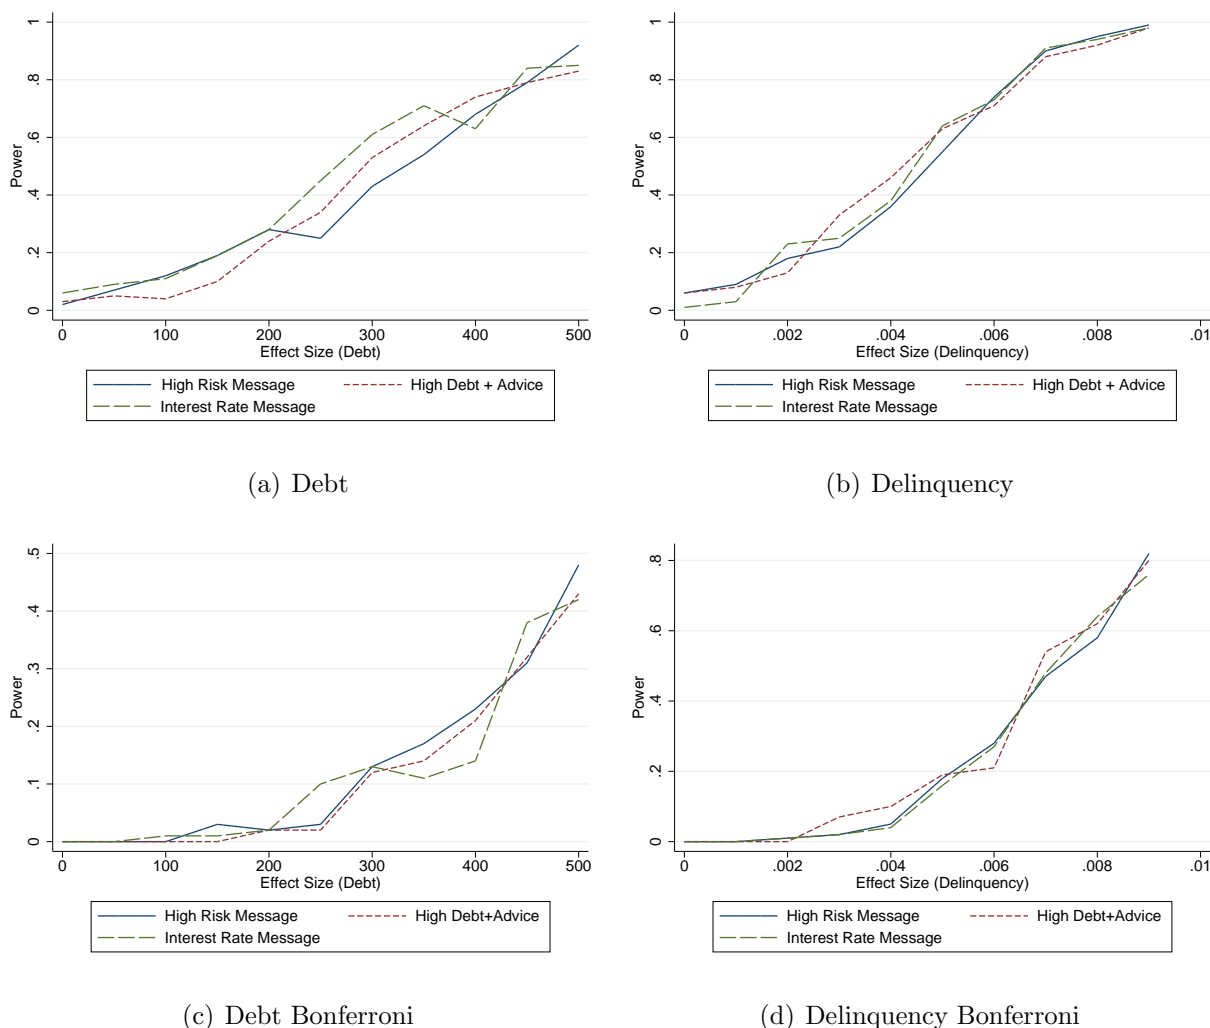 1
.8
.6
.4
.2
0
Power
0 100 200 300 400 500
Effect Size (Debt)
High Risk Message High Debt + Advice
Interest Rate Message
(a) Debt
1
.8
.6
.4
.2
0
Power
0 .002 .004 .006 .008 .01
Effect Size (Delinquency)
High Risk Message High Debt + Advice
Interest Rate Message
(b) Delinquency
.5
.4
.3
.2
.1
0
Power
0 100 200 300 400 500
Effect Size (Debt)
High Risk Message High Debt+Advice
Interest Rate Message
(c) Debt Bonferroni
.8
.6
.4
.2
0
Power
0 .002 .004 .006 .008 .01
Effect Size (Delinquency)
High Risk Message High Debt+Advice
Interest Rate Message
(d) Delinquency Bonferroni